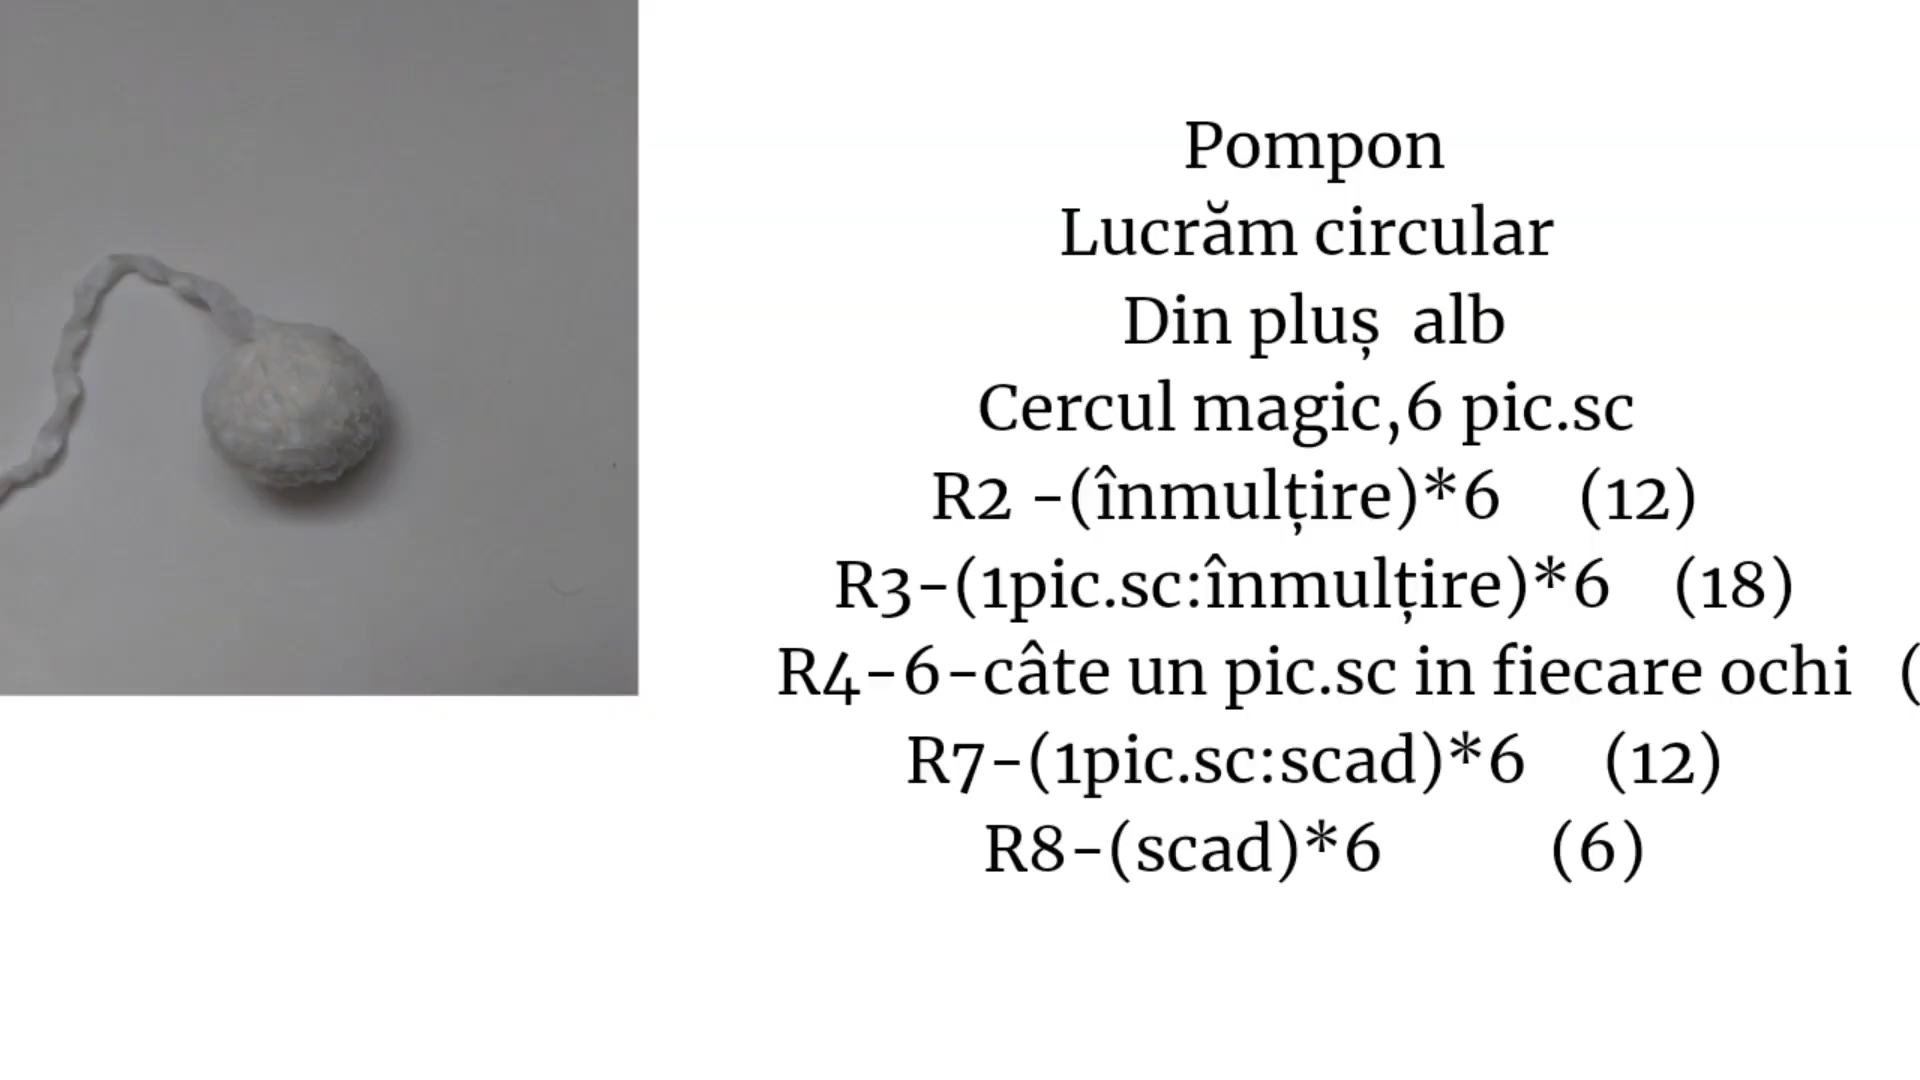 Pompon
Lucrăm circular
Din pluș alb
Cercul magic,6 pic.sc
R2 -(înmulțire)*6 (12)
R3-(1pic.sc:înmulțire)*6 (18)
R4-6-câte un pic.sc in fiecare ochi (
R7-(1pic.sc:scad)*6 (12)
R8-(scad)*6 (6)